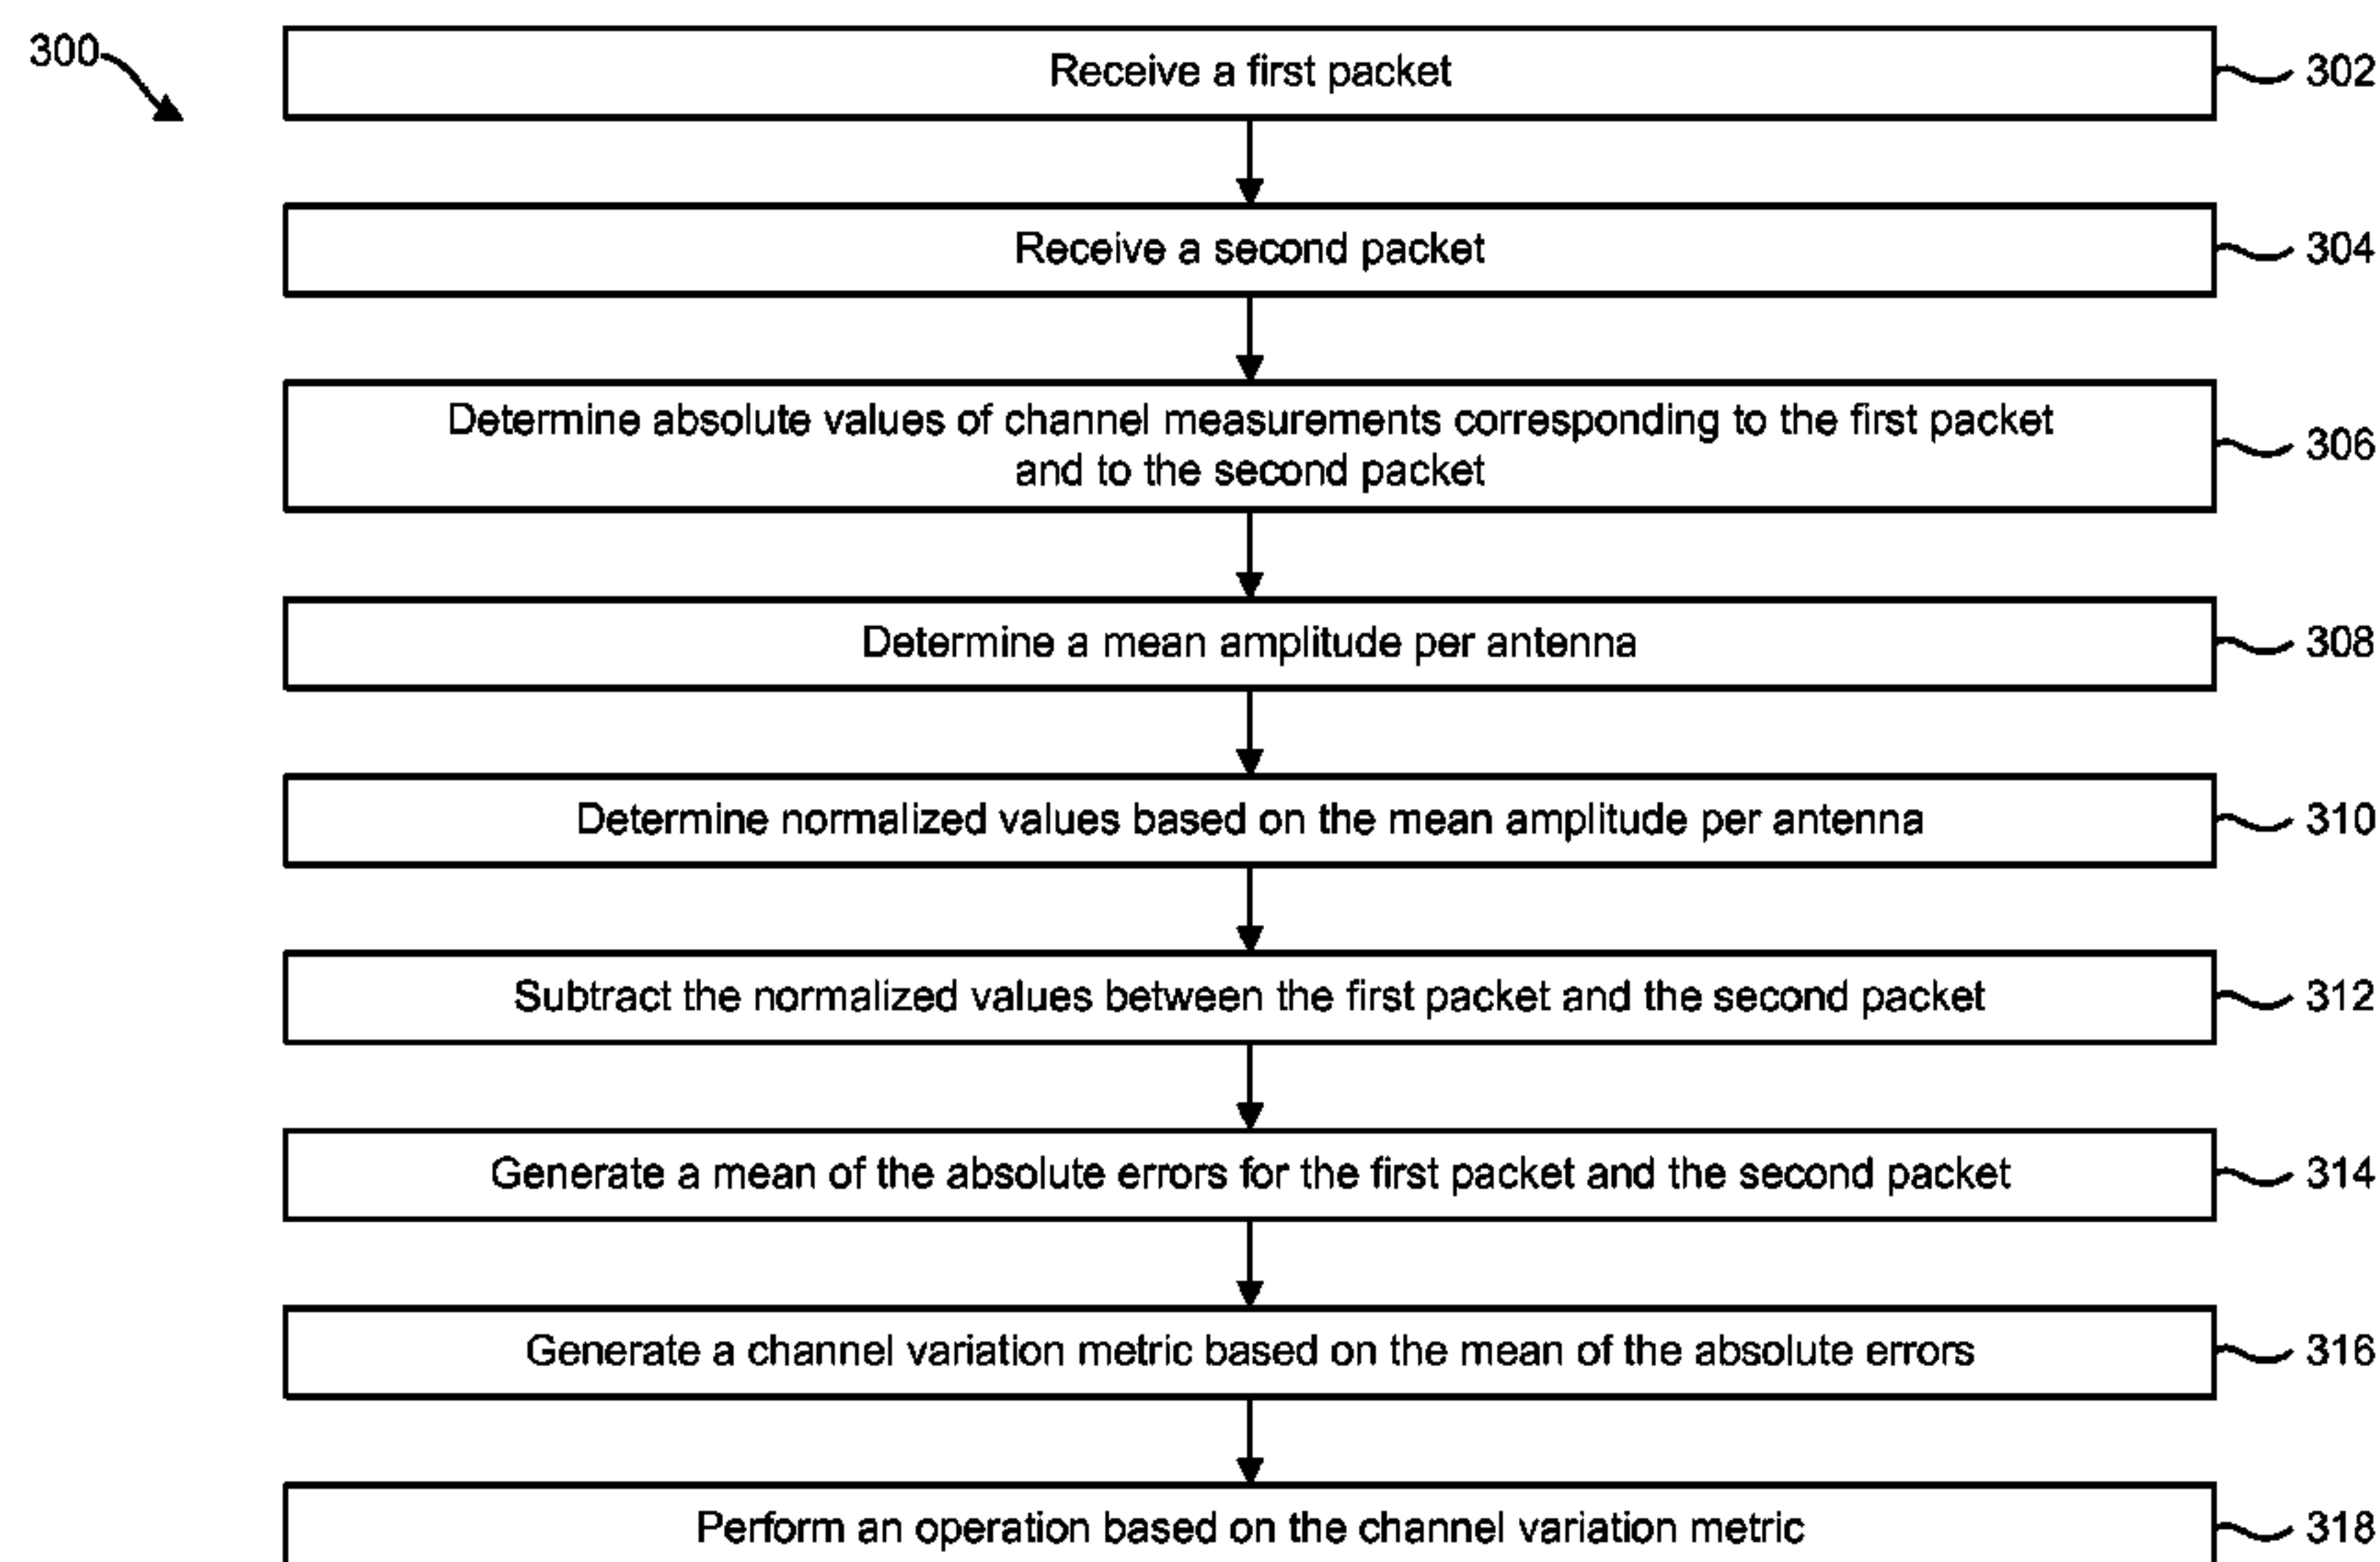 300
Receive a first packet
302
Receive a second packet
304
Determine absolute values of channel measurements corresponding to the first packet
and to the second packet
306
Determine a mean amplitude per antenna
308
Determine normalized values based on the mean amplitude per antenna
310
Subtract the normalized values between the first packet and the second packet
312
Generate a mean of the absolute errors for the first packet and the second packet
314
Generate a channel variation metric based on the mean of the absolute errors
316
Perform an operation based on the channel variation metric
318